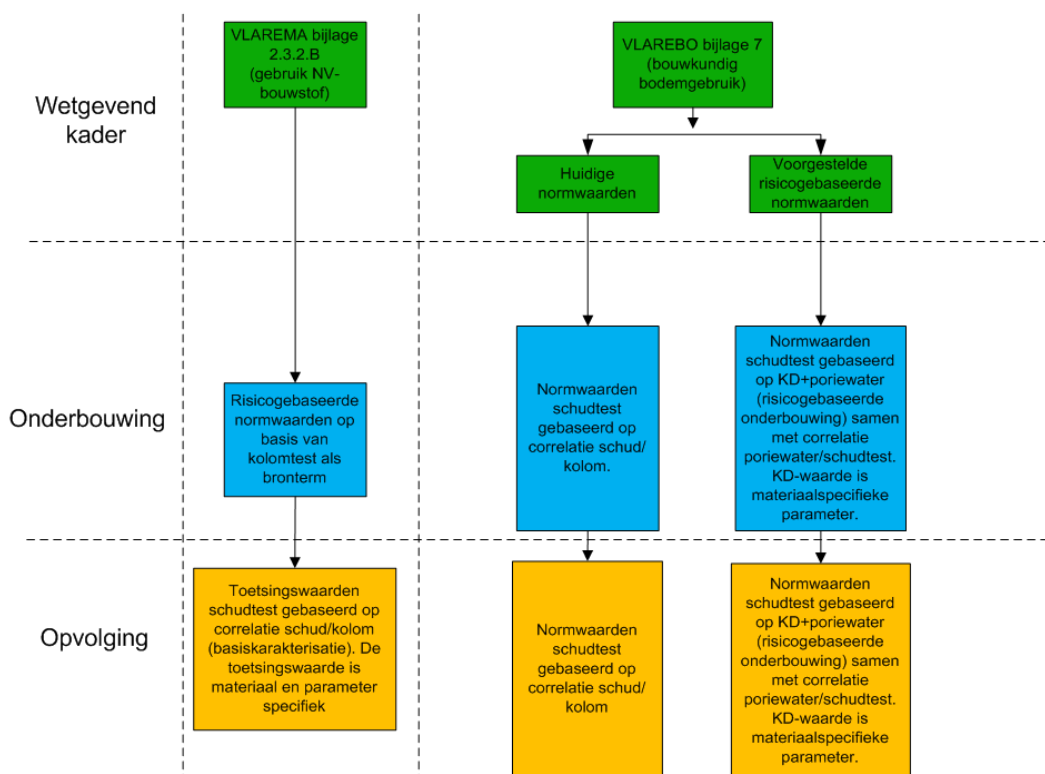 Wetgevend
kader
VLAREMA bijlage
2.3.2.B
(gebruik NV-
bouwstof)
VLAREBO bijlage 7
(bouwkundig
bodemgebruik)
Huidige
normwaarden
Voorgestelde
risicogebaseerde
normwaarden
Onderbouwing
Risicogebaseerde
normwaarden op
basis van
kolomtest als
bronterm
Normwaarden
schudtest
gebaseerd op
correlatie schud/
kolom.
Normwaarden
schudtest gebaseerd
op KD+poriewater
(risicogebaseerde
onderbouwing) samen
met correlatie
poriewater/schudtest.
KD-waarde is
materiaalspecifieke
parameter.
Opvolging
Toetsingswaarden
schudtest gebaseerd op
correlatie schud/kolom
(basiskarakterisatie). De
toetsingswaarde is
materiaal en parameter
specifiek
Normwaarden
schudtest
gebaseerd op
correlatie schud/
kolom
Normwaarden
schudtest gebaseerd
op KD+poriewater
(risicogebaseerde
onderbouwing) samen
met correlatie
poriewater/schudtest.
KD-waarde is
materiaalspecifieke
parameter.